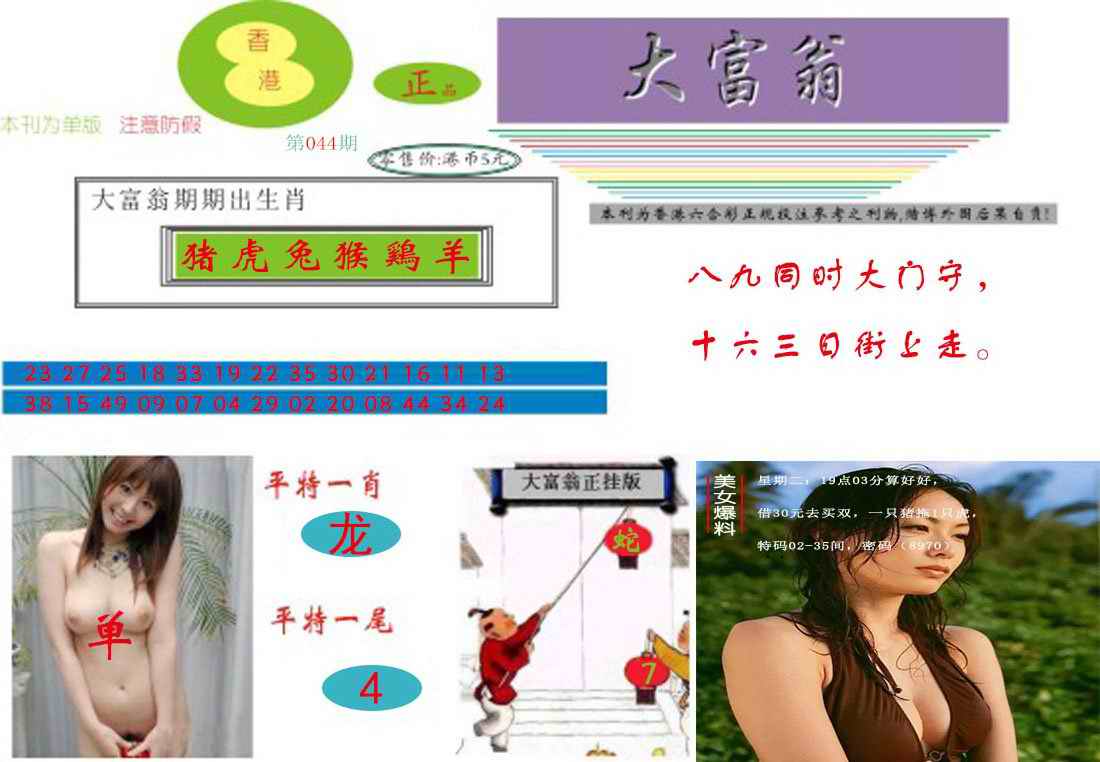 香
港
正品
大富翁
本刊为单版 注意防假
第044期
零售价:港币5元
大富翁期期出生肖
猪虎兔猴鷄羊
本刊为香港六合彩正规投注参考之刊物,赌博外围后果自负!
八九同时大门守,
十六三日街上走。
23 27 25 18 33 19 22 35 30 21 16 11 13
38 15 49 09 07 04 29 02 20 08 44 34 24
平特一肖
龙
平特一尾
4
单
大富翁正挂版
蛇
7
美女爆料
星期二：19点03分算好好，
借30元去买双，一只猪拖1只虎，
特码02-35间，密码（8970）